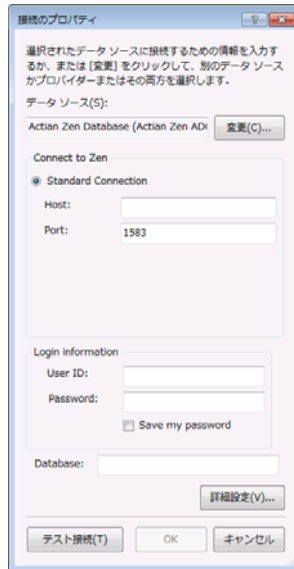 接続のプロパティ
選択されたデータ ソースに接続するための情報を入力す
るか、または [変更] をクリックして、別のデータ ソース
かプロバイダーまたはその両方を選択します。
データ ソース(S):
Actian Zen Database (Actian Zen AD
変更(C)...
Connect to Zen
Standard Connection
Host:
Port: 1583
Login information
User ID:
Password:
Save my password
Database:
詳細設定(V)...
テスト接続(T) OK キャンセル